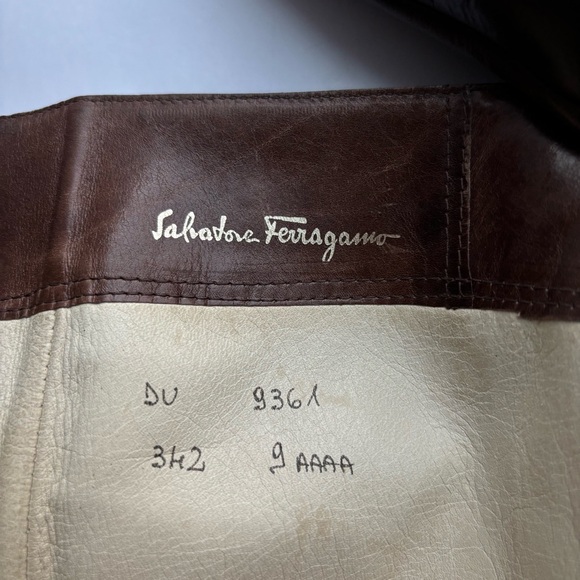 Salvatore Ferragamo
DU 9361
342 9 AAAA